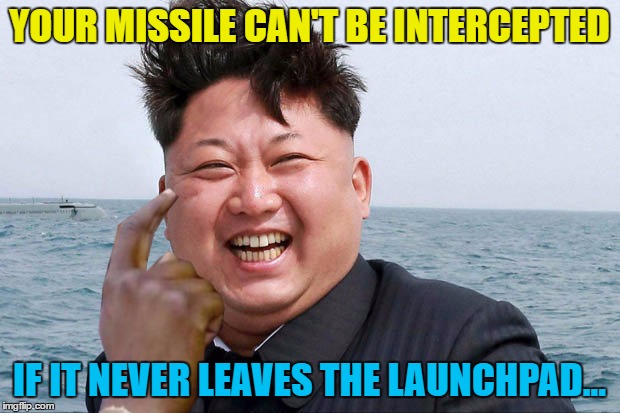 YOUR MISSILE CAN'T BE INTERCEPTED
IF IT NEVER LEAVES THE LAUNCHPAD...
imgflip.com